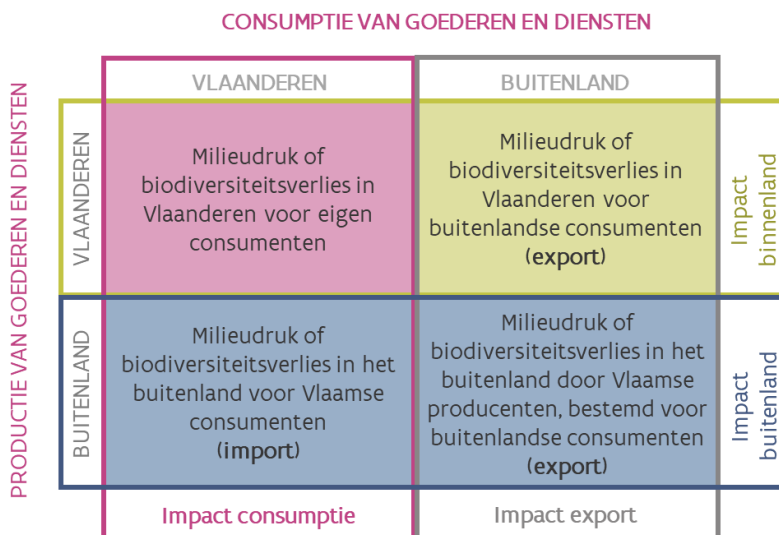 CONSUMPTIE VAN GOEDEREN EN DIENSTEN
PRODUCTIE VAN GOEDEREN EN DIENSTEN
VLAANDEREN
BUITENLAND
VLAANDEREN
Milieudruk of
biodiversiteitsverlies in
Vlaanderen voor eigen
consumenten
Milieudruk of
biodiversiteitsverlies in
Vlaanderen voor
buitenlandse consumenten
(export)
Impact
binnenland
BUITENLAND
Milieudruk of
biodiversiteitsverlies in het
buitenland voor Vlaamse
consumenten
(import)
Milieudruk of
biodiversiteitsverlies in het
buitenland door Vlaamse
producenten, bestemd voor
buitenlandse consumenten
(export)
Impact
buitenland
Impact consumptie
Impact export